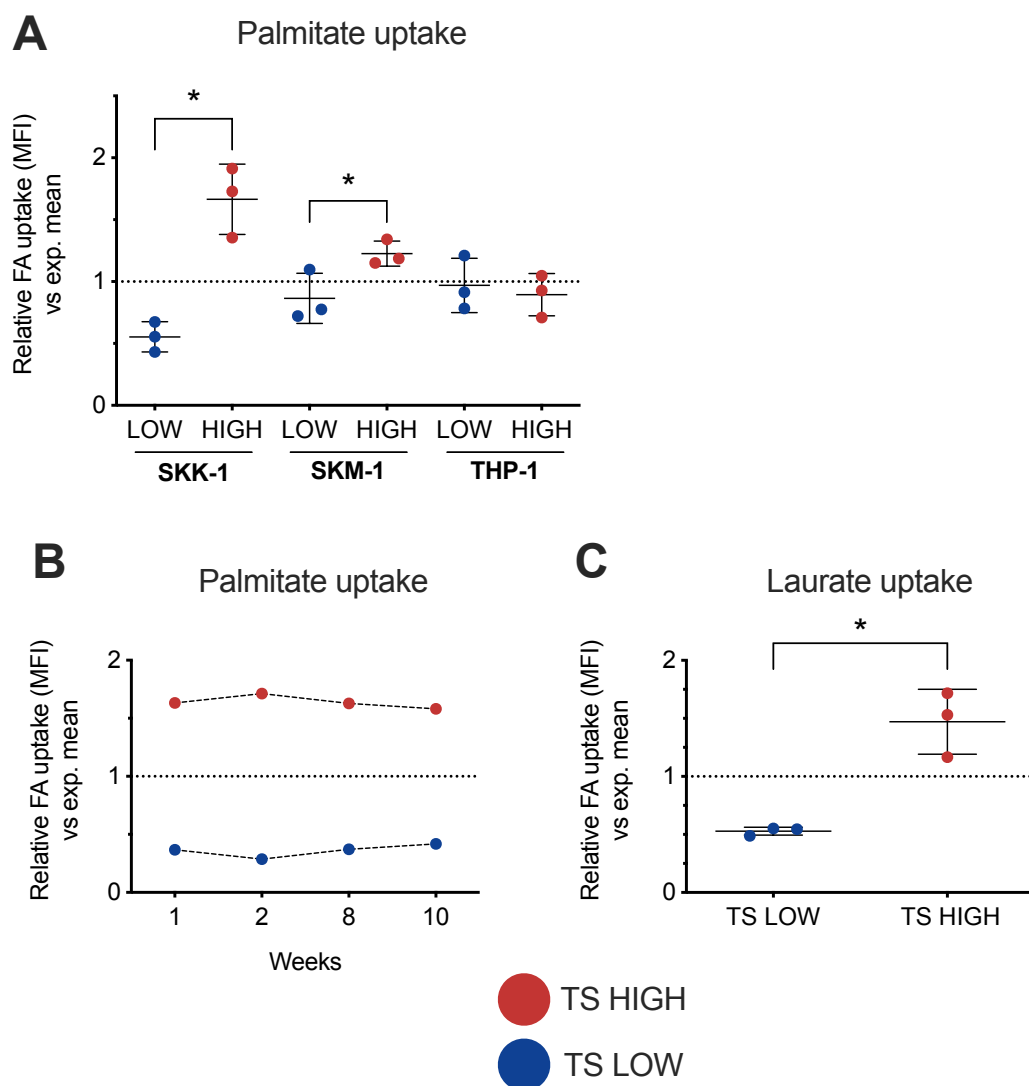 A
Palmitate uptake
Relative FA uptake (MFI)
vs exp. mean
2
1
0
*
*
LOW HIGH LOW HIGH LOW HIGH
SKK-1 SKM-1 THP-1
B
Palmitate uptake
Relative FA uptake (MFI)
vs exp. mean
2
1
0
1 2 8 10
Weeks
C
Laurate uptake
Relative FA uptake (MFI)
vs exp. mean
2
1
0
*
TS LOW TS HIGH
TS HIGH
TS LOW